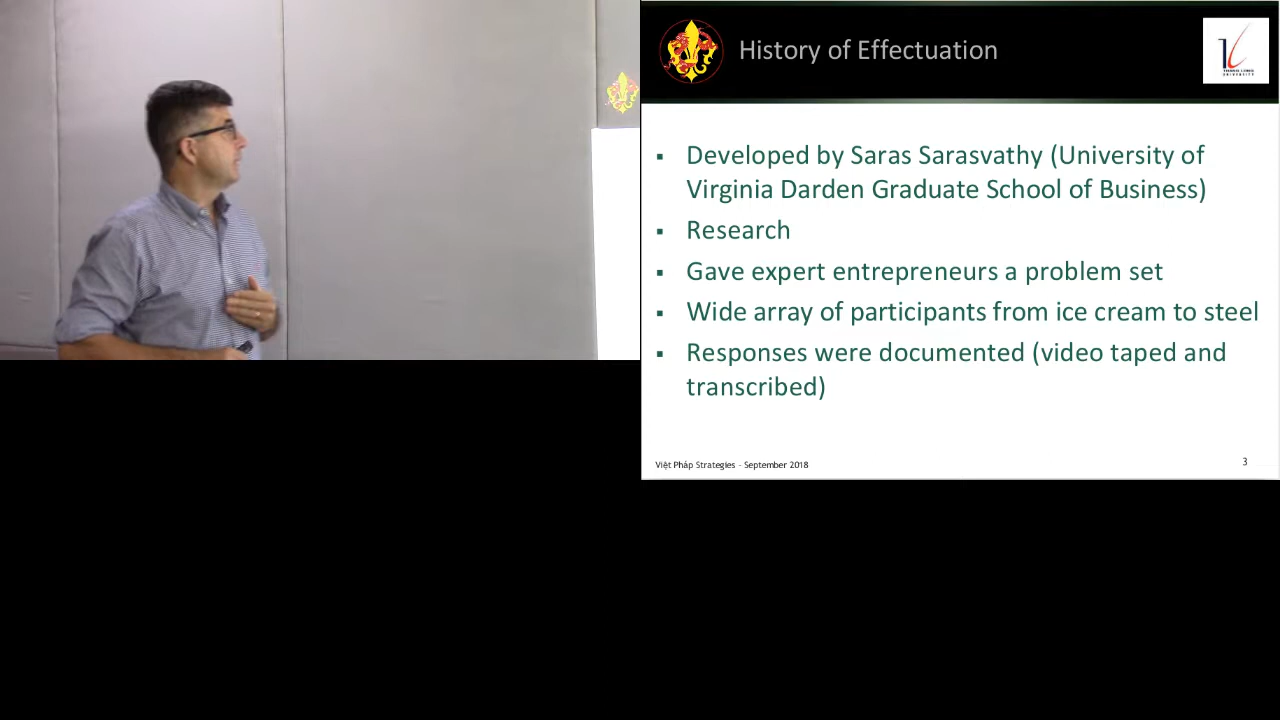 History of Effectuation
▪ Developed by Saras Sarasvathy (University of
Virginia Darden Graduate School of Business)
▪ Research
▪ Gave expert entrepreneurs a problem set
▪ Wide array of participants from ice cream to steel
▪ Responses were documented (video taped and
transcribed)
Việt Pháp Strategies - September 2018
3